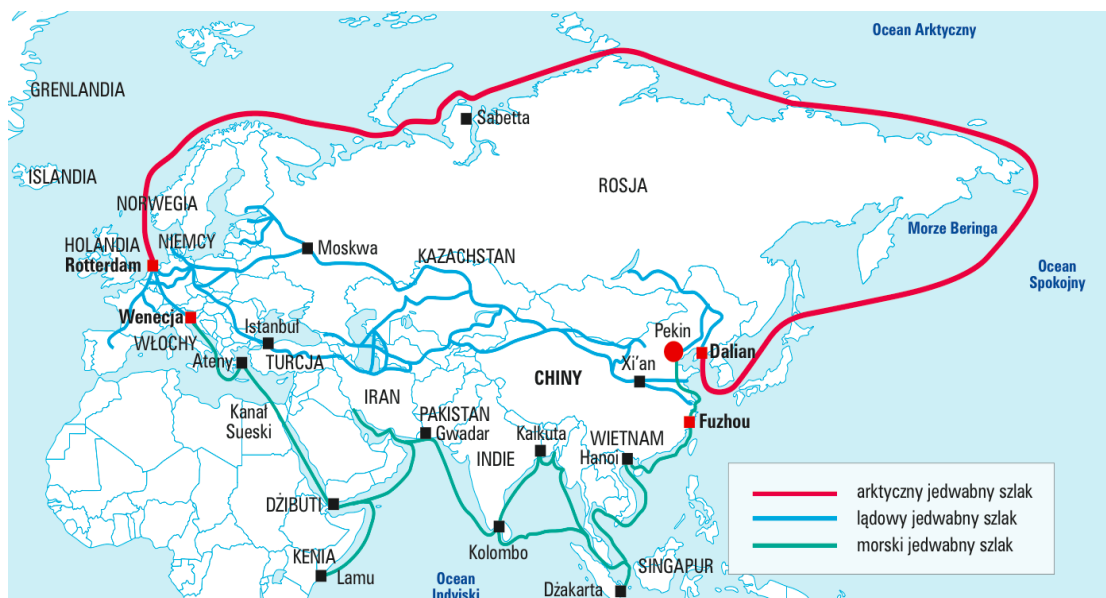 Ocean Arktyczny
GRENLANDIA
Sabetta
ISLANDIA
ROSJA
NORWEGIA
Morze Beringa
HOLANDIA
NIEMCY
Moskwa
KAZACHSTAN
Rotterdam
Ocean
Spokojny
Wenecja
Istanbuł
Pekin
WŁOCHY
Dalian
Ateny
TURCJA
Xi'an
CHINY
IRAN
Kanał
Sueski
PAKISTAN
Gwadar
Kalkuta
WIETNAM
Fuzhou
INDIE
Hanoi
DŻIBUTI
arktyczny jedwabny szlak
lądowy jedwabny szlak
morski jedwabny szlak
Kolombo
KENIA
Lamu
SINGAPUR
Ocean
Indyjski
Dżakarta